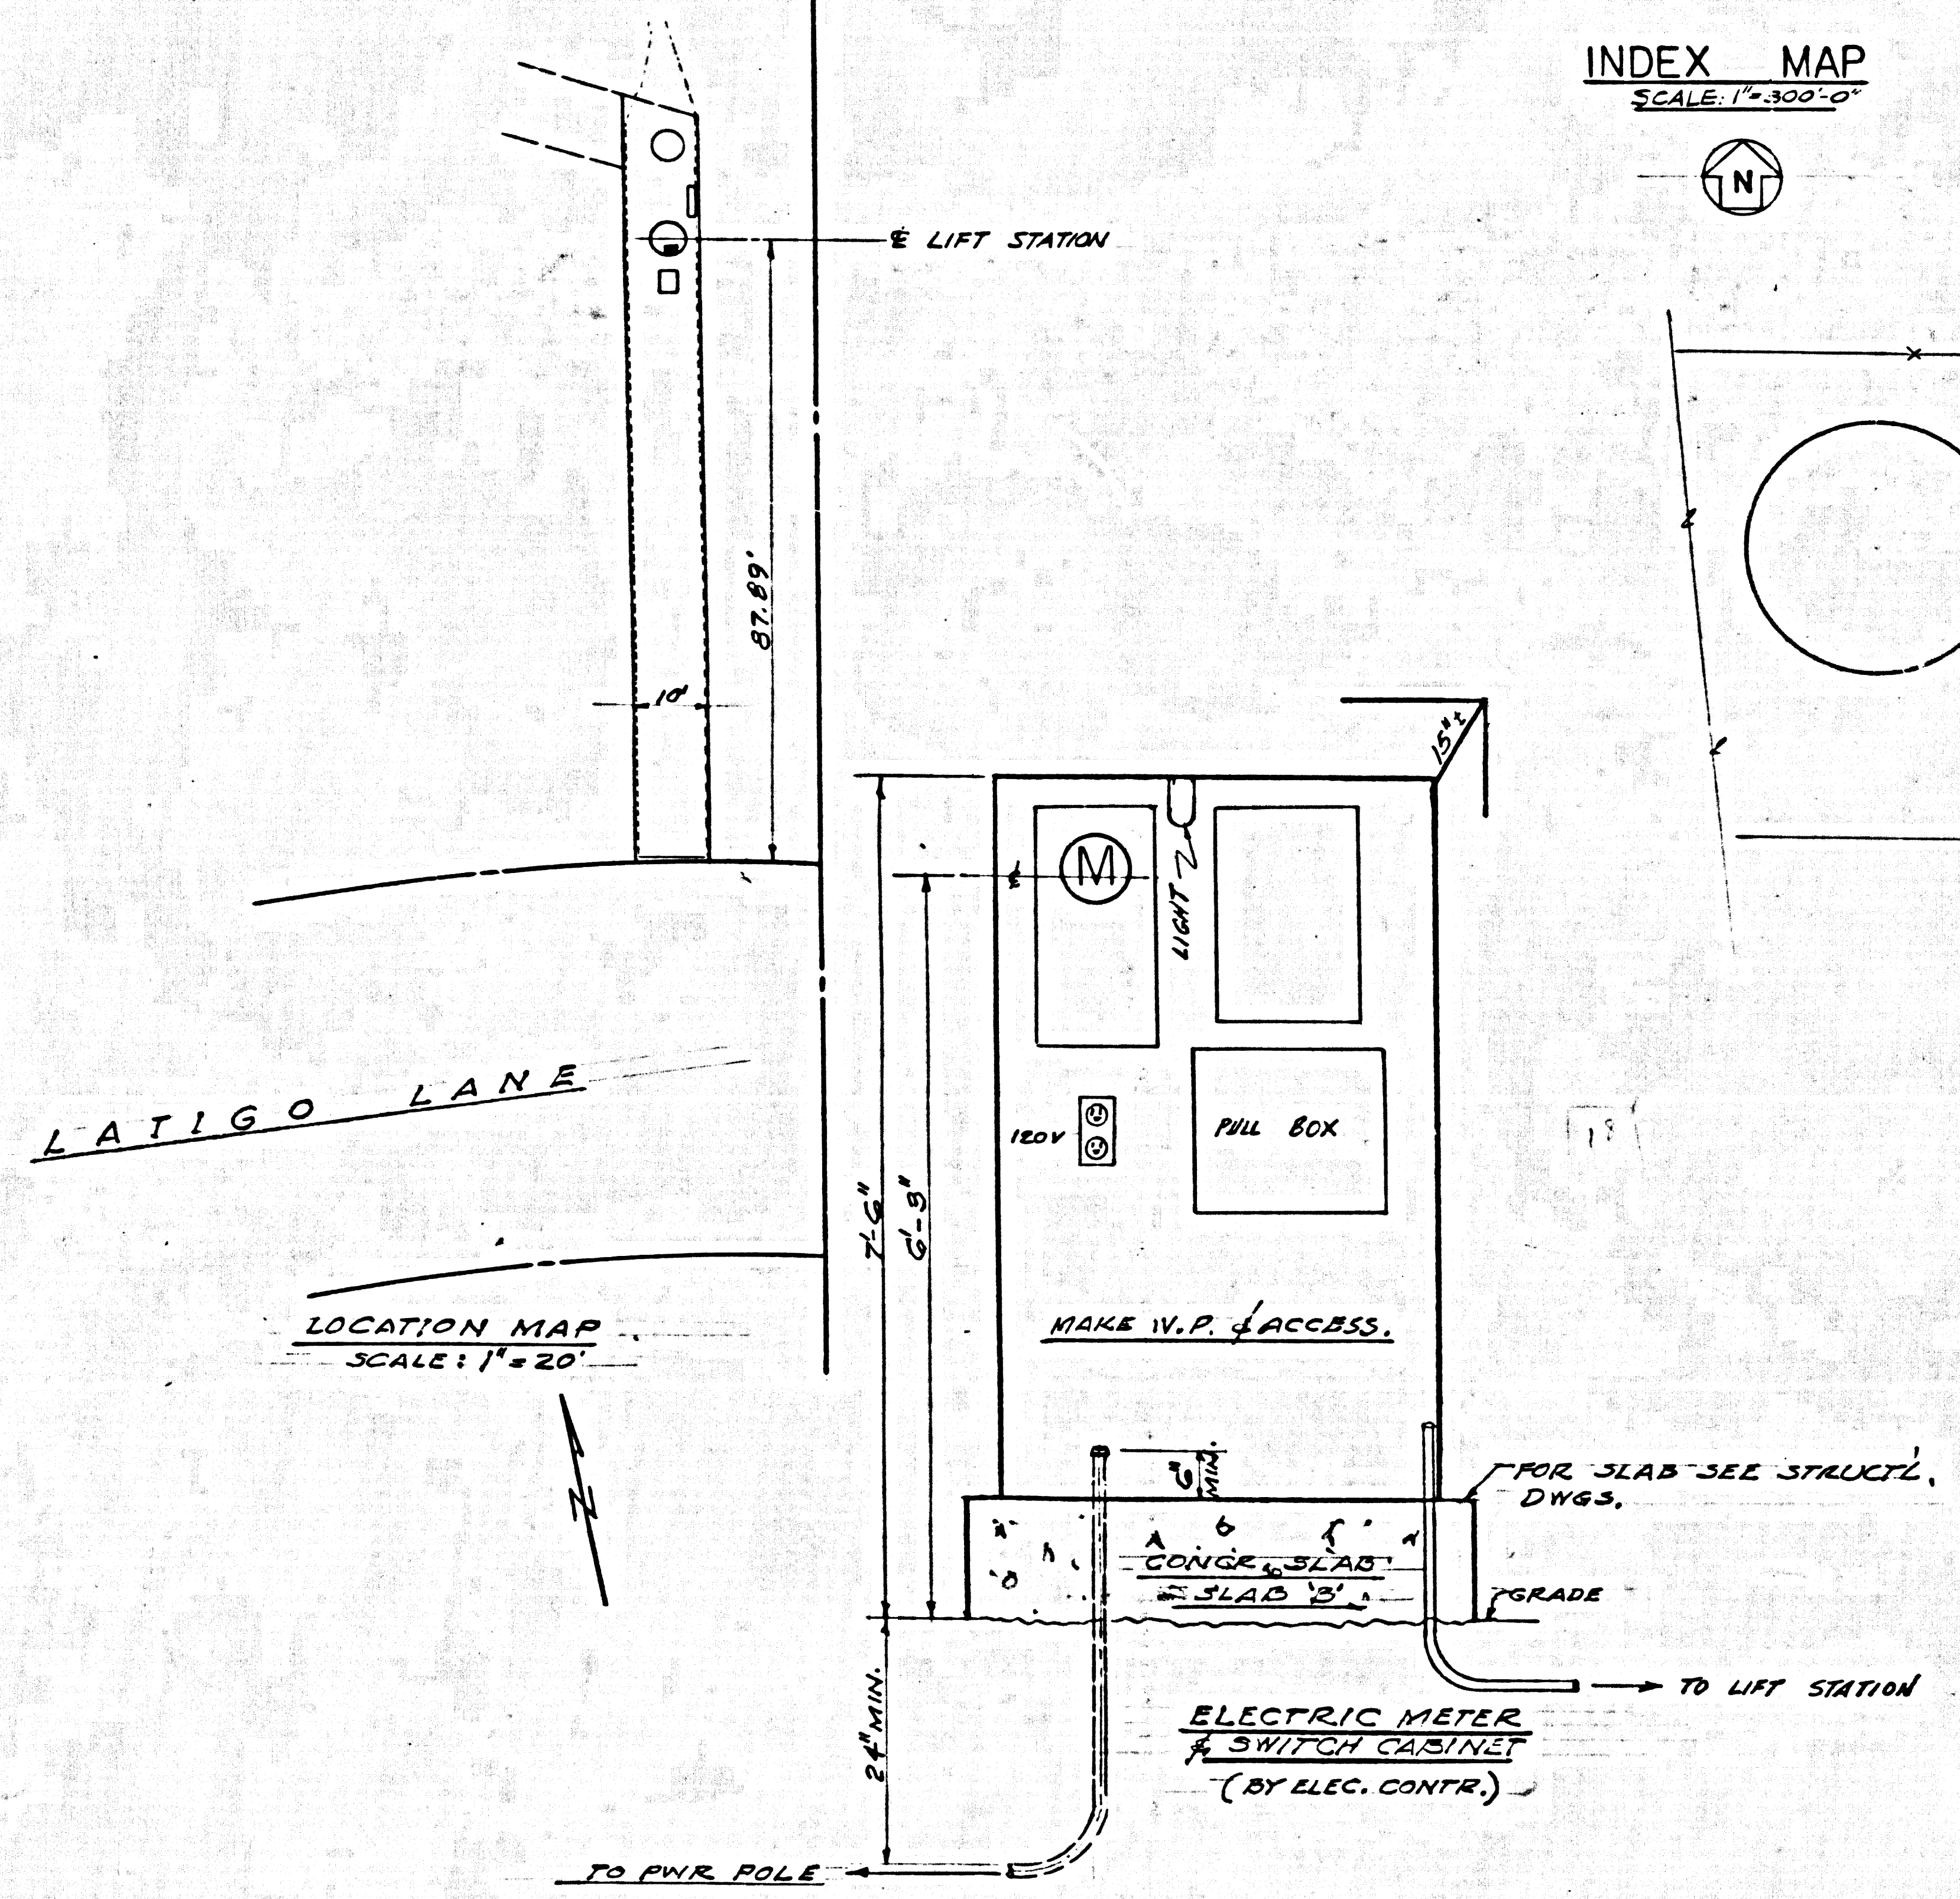 INDEX MAP
SCALE: 1"=300'-0"
N
℄ LIFT STATION
87.89'
10'
15"±
M
℄
LIGHT
120V
PULL BOX
7'-6"
6'-3"
LATIGO LANE
LOCATION MAP
SCALE: 1"=20'
N
MAKE W.P. & ACCESS.
6" MIN.
FOR SLAB SEE STRUCT'L.
DWGS.
CONCR. SLAB
SLAB 'B'
GRADE
24" MIN.
TO LIFT STATION
ELECTRIC METER
& SWITCH CABINET
(BY ELEC. CONTR.)
TO PWR POLE